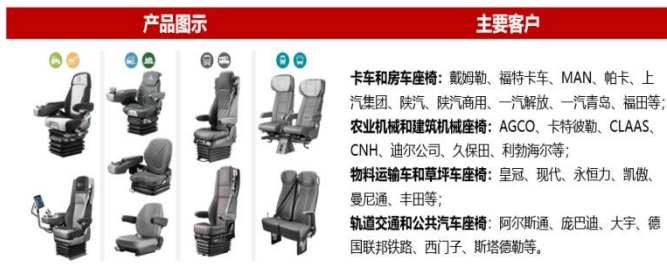 产品图示
主要客户
卡车和房车座椅：戴姆勒、福特卡车、MAN、帕卡、上
汽集团、陕汽、陕汽商用、一汽解放、一汽青岛、福田等；
农业机械和建筑机械座椅：AGCO、卡特彼勒、CLAAS、
CNH、迪尔公司、久保田、利勃海尔等；
物料运输车和草坪车座椅：皇冠、现代、永恒力、凯傲、
曼尼通、丰田等；
轨道交通和公共汽车座椅：阿尔斯通、庞巴迪、大宇、德
国联邦铁路、西门子、斯塔德勒等。